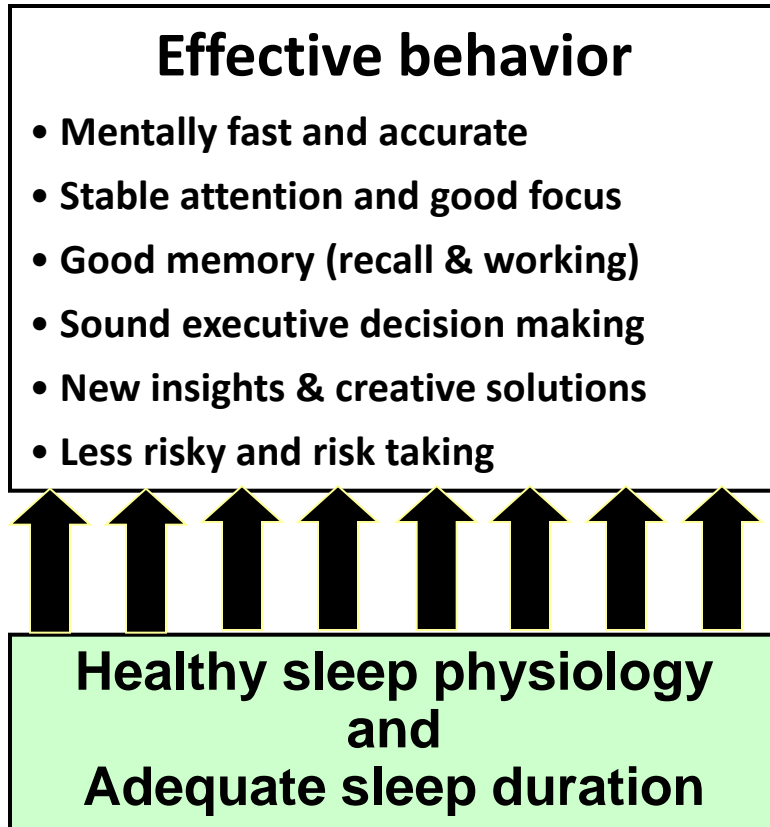 Effective behavior
• Mentally fast and accurate
• Stable attention and good focus
• Good memory (recall & working)
• Sound executive decision making
• New insights & creative solutions
• Less risky and risk taking
Healthy sleep physiology
and
Adequate sleep duration